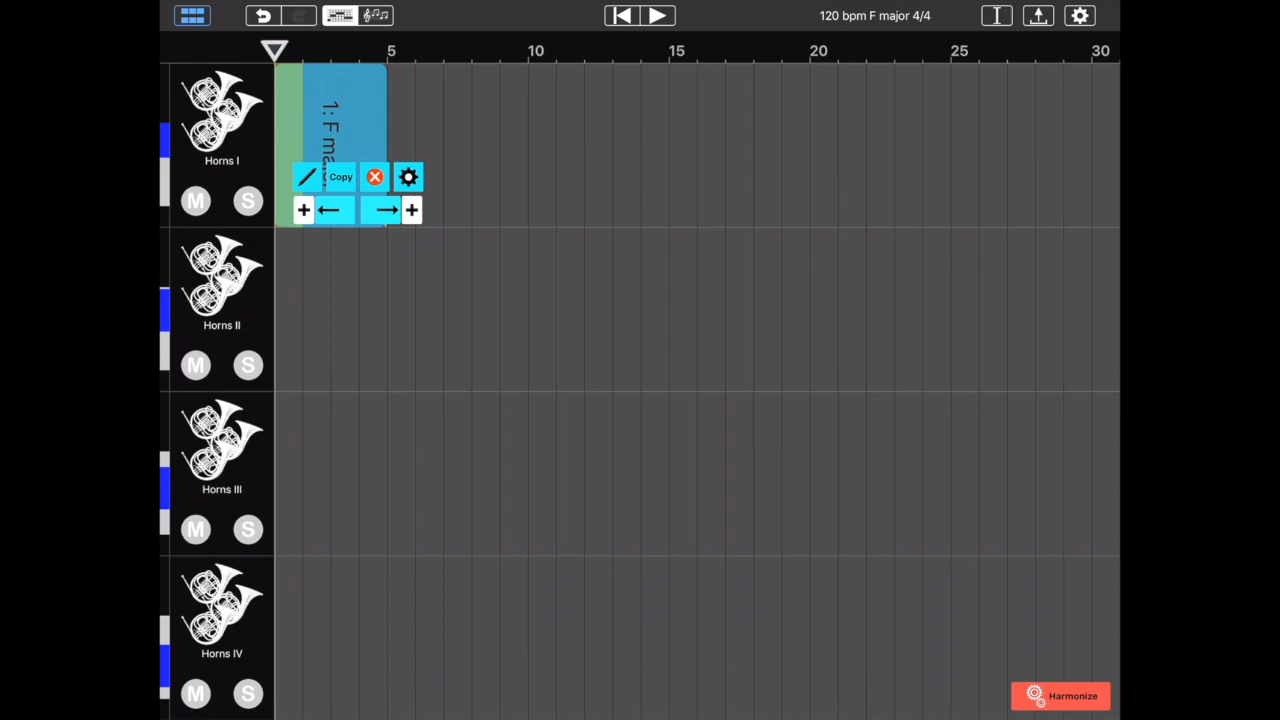 120 bpm F major 4/4
5 10 15 20 25 30
1: F maj
Copy
Horns I
M S
Horns II
M S
Horns III
M S
Horns IV
M S
Harmonize